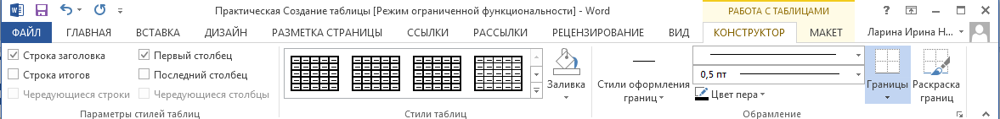 Практическая Создание таблицы [Режим ограниченной функциональности] - Word
РАБОТА С ТАБЛИЦАМИ
?
ФАЙЛ ГЛАВНАЯ ВСТАВКА ДИЗАЙН РАЗМЕТКА СТРАНИЦЫ ССЫЛКИ РАССЫЛКИ РЕЦЕНЗИРОВАНИЕ ВИД КОНСТРУКТОР МАКЕТ Ларина Ирина Н...
Строка заголовка Первый столбец
Строка итогов Последний столбец
Чередующиеся строки Чередующиеся столбцы
Параметры стилей таблиц
Заливка
Стили таблиц
Стили оформления
границ
0,5 пт
Цвет пера
Границы
Раскраска
границ
Обрамление